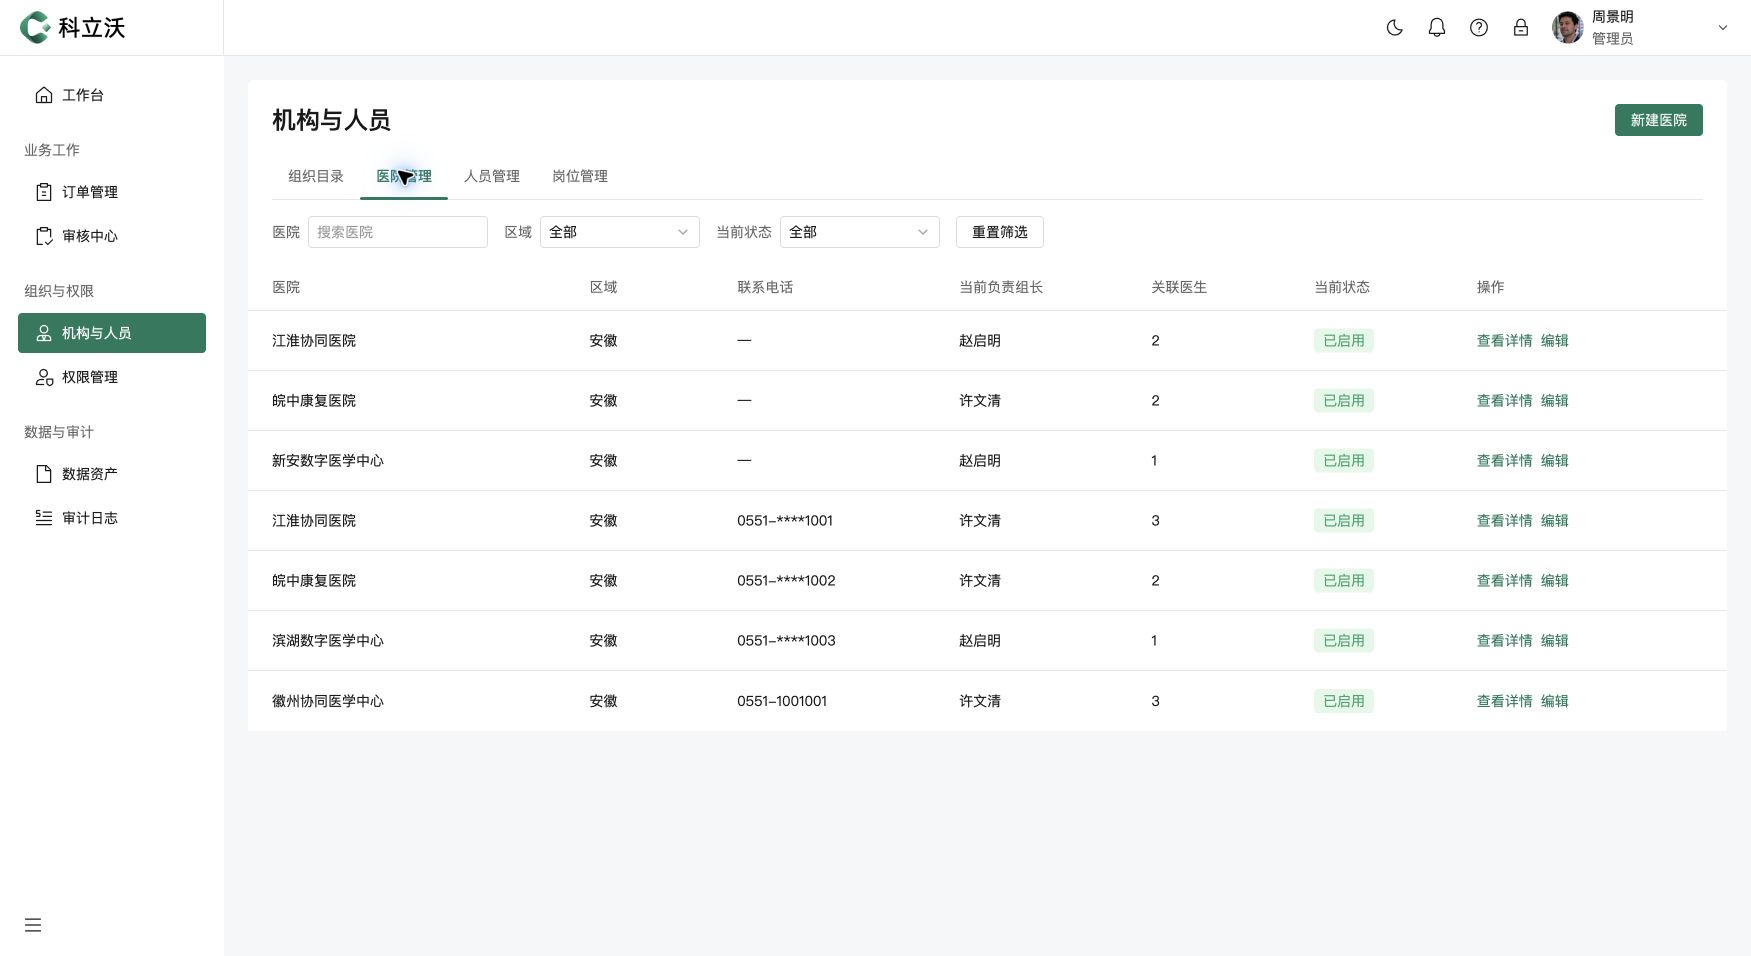 科立沃
周景明
管理员
工作台
业务工作
订单管理
审核中心
组织与权限
机构与人员
权限管理
数据与审计
数据资产
审计日志
机构与人员
新建医院
组织目录 医院管理 人员管理 岗位管理
医院 搜索医院 区域 全部 当前状态 全部 重置筛选
医院 区域 联系电话 当前负责组长 关联医生 当前状态 操作
江淮协同医院 安徽 — 赵启明 2 已启用 查看详情 编辑
皖中康复医院 安徽 — 许文清 2 已启用 查看详情 编辑
新安数字医学中心 安徽 — 赵启明 1 已启用 查看详情 编辑
江淮协同医院 安徽 0551-****1001 许文清 3 已启用 查看详情 编辑
皖中康复医院 安徽 0551-****1002 许文清 2 已启用 查看详情 编辑
滨湖数字医学中心 安徽 0551-****1003 赵启明 1 已启用 查看详情 编辑
徽州协同医学中心 安徽 0551-1001001 许文清 3 已启用 查看详情 编辑